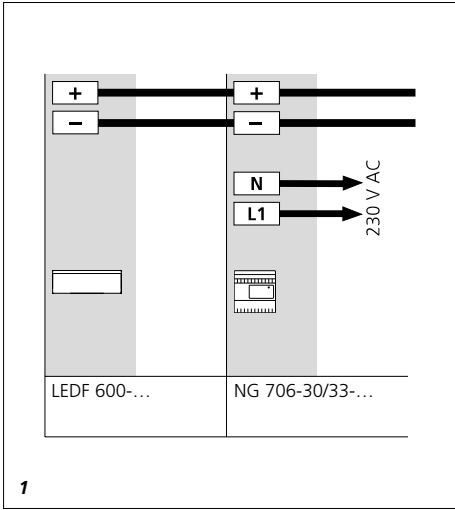 + +
− −
N
L1
230 V AC
LEDF 600-… NG 706-30/33-…
1